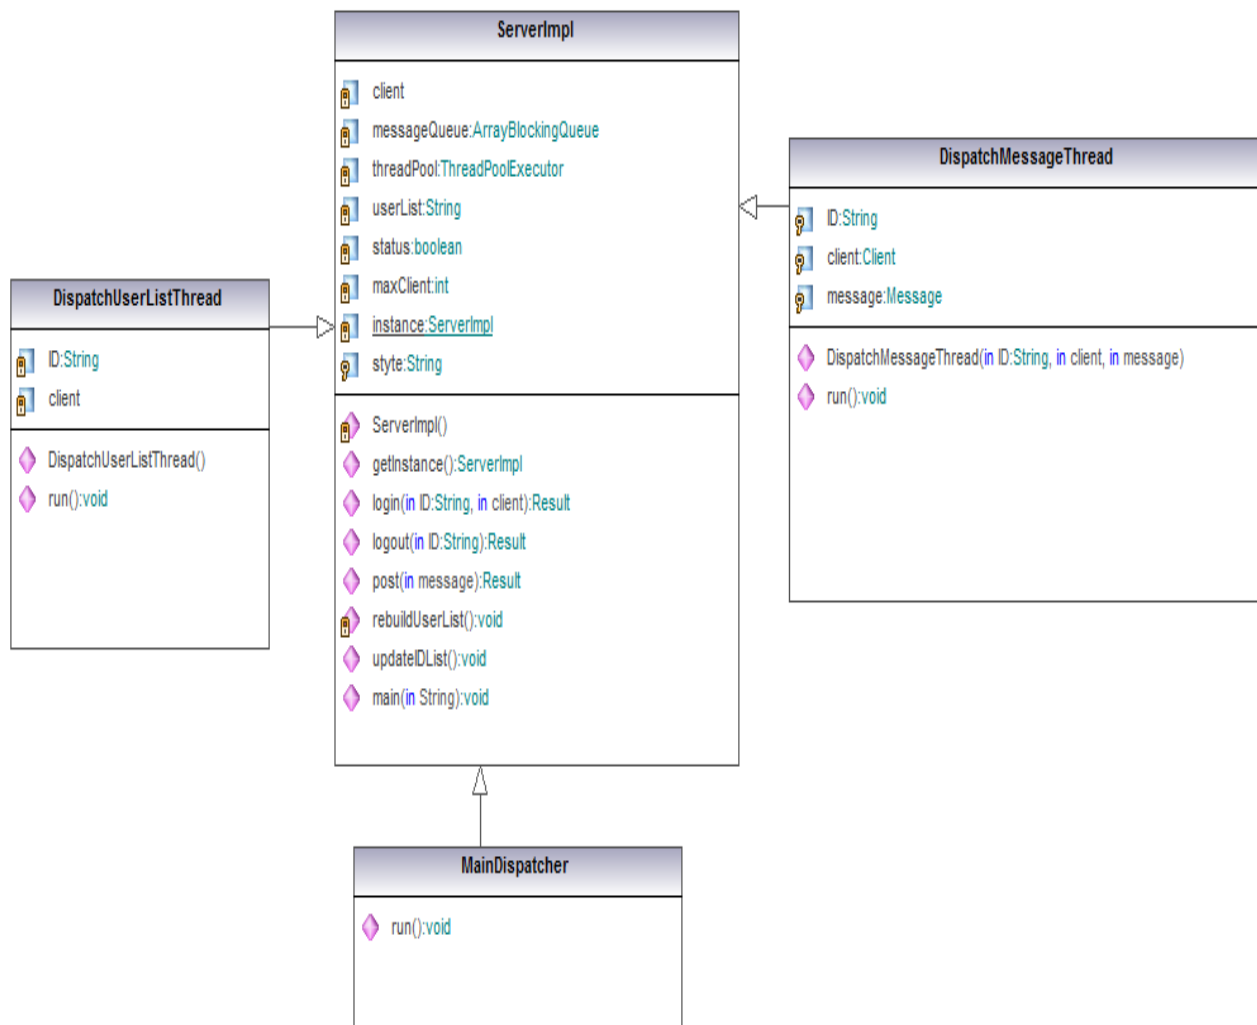 ServerImpl
client
messageQueue:ArrayBlockingQueue
threadPool:ThreadPoolExecutor
userList:String
status:boolean
maxClient:int
instance:ServerImpl
styte:String
ServerImpl()
getInstance():ServerImpl
login(in ID:String, in client):Result
logout(in ID:String):Result
post(in message):Result
rebuildUserList():void
updateIDList():void
main(in String):void
DispatchUserListThread
ID:String
client
DispatchUserListThread()
run():void
DispatchMessageThread
ID:String
client:Client
message:Message
DispatchMessageThread(in ID:String, in client, in message)
run():void
MainDispatcher
run():void